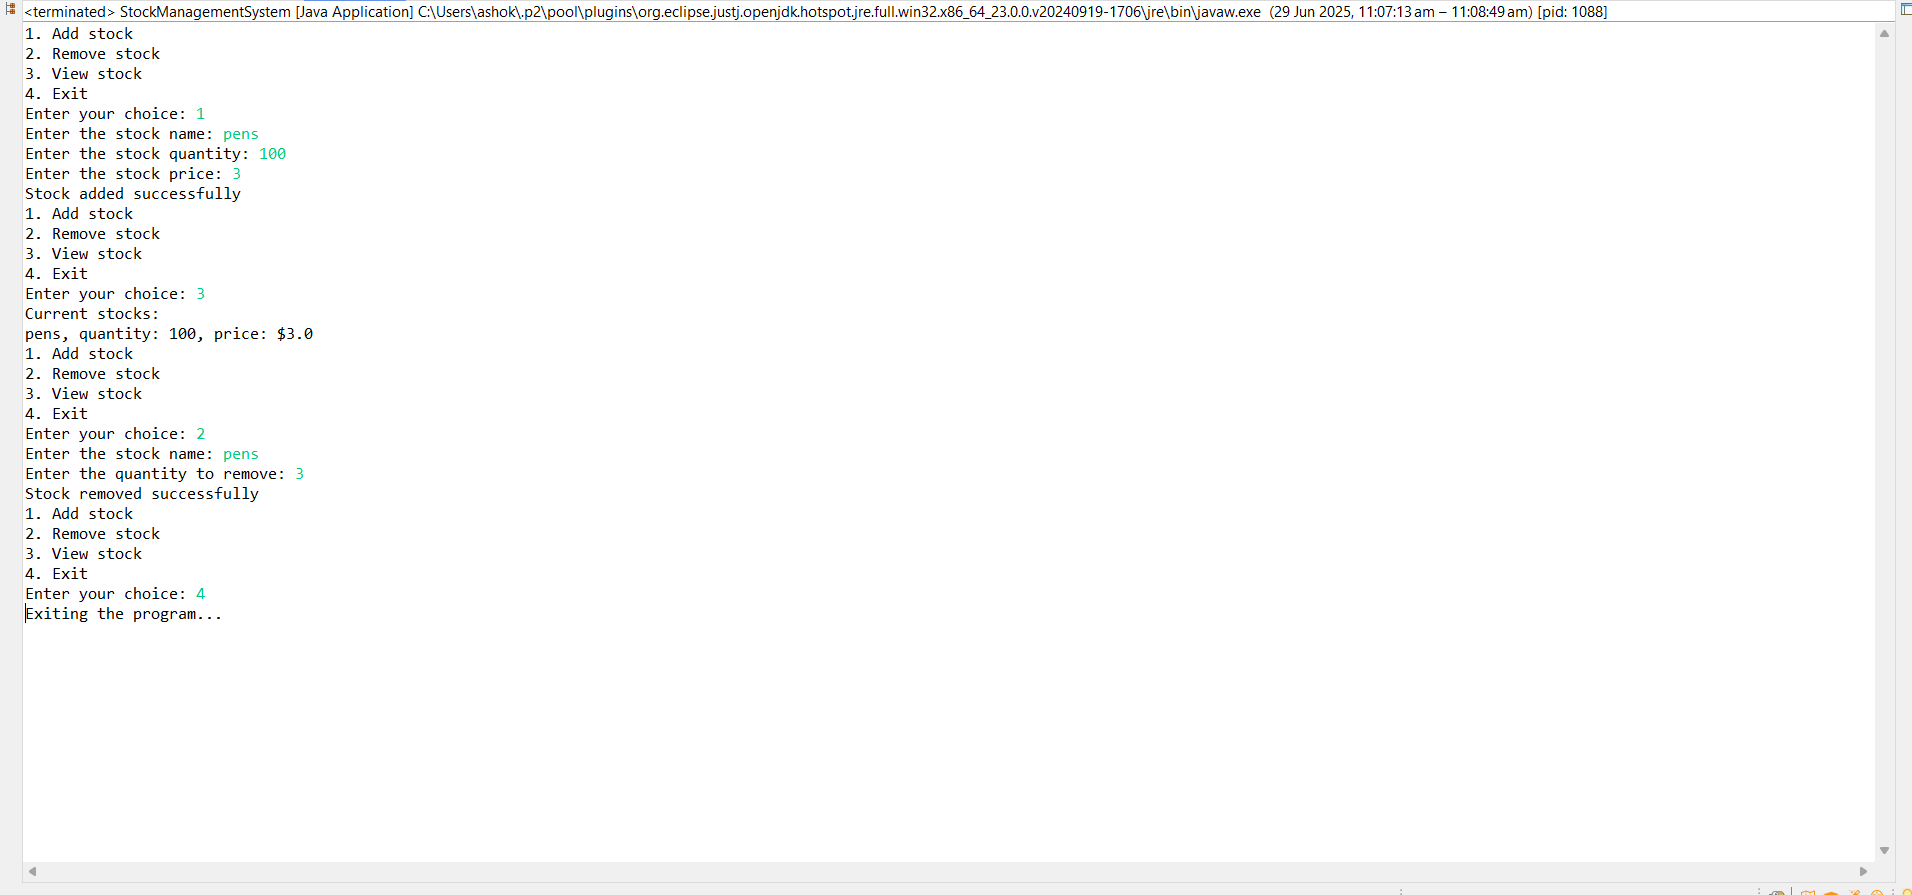 <terminated> StockManagementSystem [Java Application] C:\Users\ashok\.p2\pool\plugins\org.eclipse.justj.openjdk.hotspot.jre.full.win32.x86_64_23.0.0.v20240919-1706\jre\bin\javaw.exe (29 Jun 2025, 11:07:13 am – 11:08:49 am) [pid: 1088]
1. Add stock
2. Remove stock
3. View stock
4. Exit
Enter your choice: 1
Enter the stock name: pens
Enter the stock quantity: 100
Enter the stock price: 3
Stock added successfully
1. Add stock
2. Remove stock
3. View stock
4. Exit
Enter your choice: 3
Current stocks:
pens, quantity: 100, price: $3.0
1. Add stock
2. Remove stock
3. View stock
4. Exit
Enter your choice: 2
Enter the stock name: pens
Enter the quantity to remove: 3
Stock removed successfully
1. Add stock
2. Remove stock
3. View stock
4. Exit
Enter your choice: 4
Exiting the program...